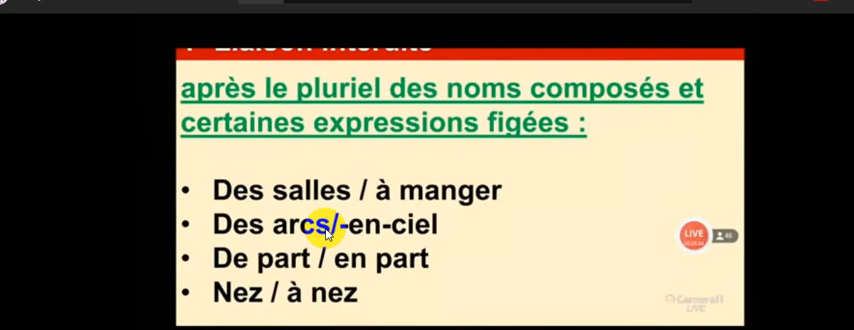 après le pluriel des noms composés et
certaines expressions figées :
• Des salles / à manger
• Des arcs/-en-ciel
LIVE
46
• De part / en part
• Nez / à nez
LIVE